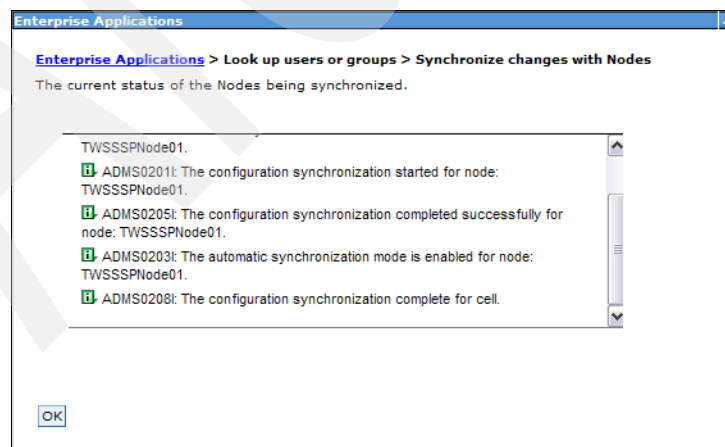 Enterprise Applications
Enterprise Applications > Look up users or groups > Synchronize changes with Nodes
The current status of the Nodes being synchronized.
TWSSSPNode01.
ADMS0201I: The configuration synchronization started for node:
TWSSSPNode01.
ADMS0205I: The configuration synchronization completed successfully for
node: TWSSSPNode01.
ADMS0203I: The automatic synchronization mode is enabled for node:
TWSSSPNode01.
ADMS0208I: The configuration synchronization complete for cell.
OK